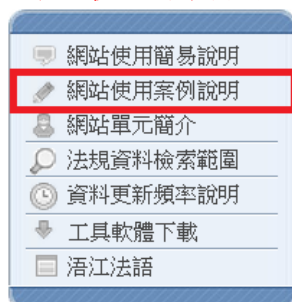 網站使用簡易說明
網站使用案例說明
網站單元簡介
法規資料檢索範圍
資料更新頻率說明
工具軟體下載
浯江法語